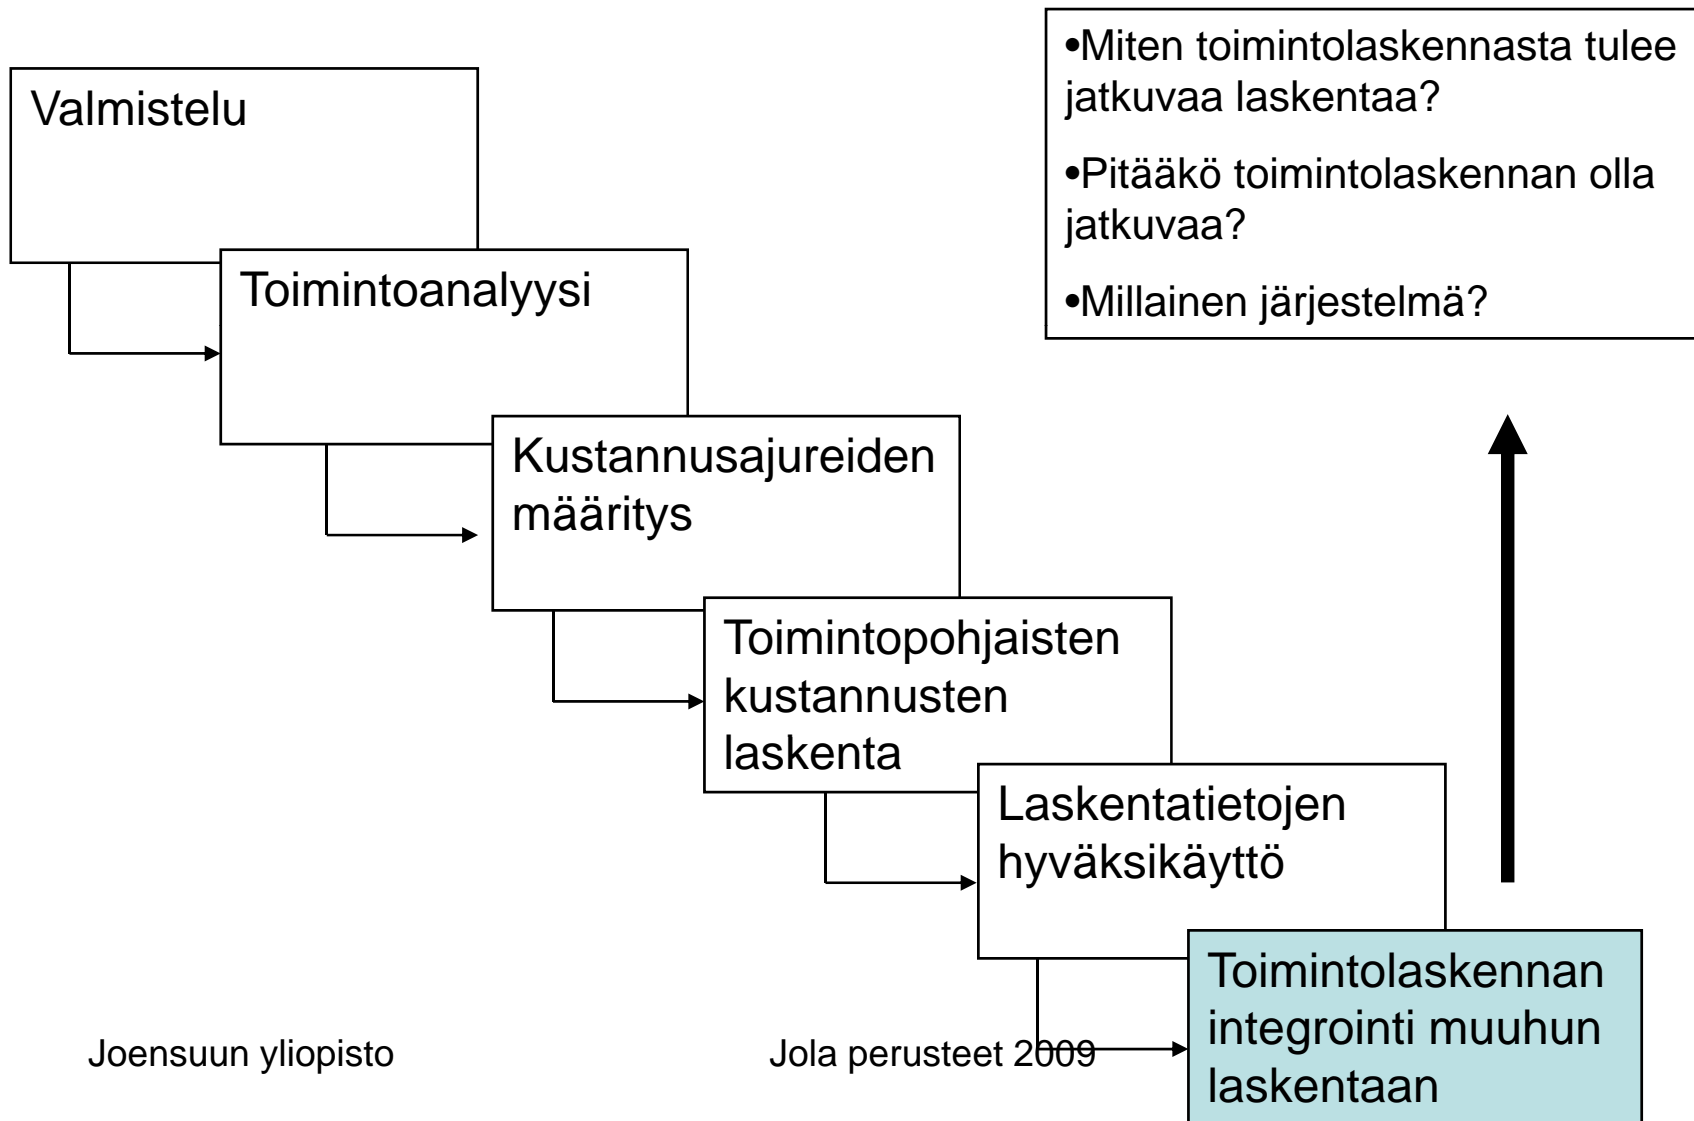 Valmistelu
Toimintoanalyysi
Kustannusajureiden
määritys
Toimintopohjaisten
kustannusten
laskenta
Laskentatietojen
hyväksikäyttö
Toimintolaskennan
integrointi muuhun
laskentaan
•Miten toimintolaskennasta tulee
jatkuvaa laskentaa?
•Pitääkö toimintolaskennan olla
jatkuvaa?
•Millainen järjestelmä?
Joensuun yliopisto
Jola perusteet 2009